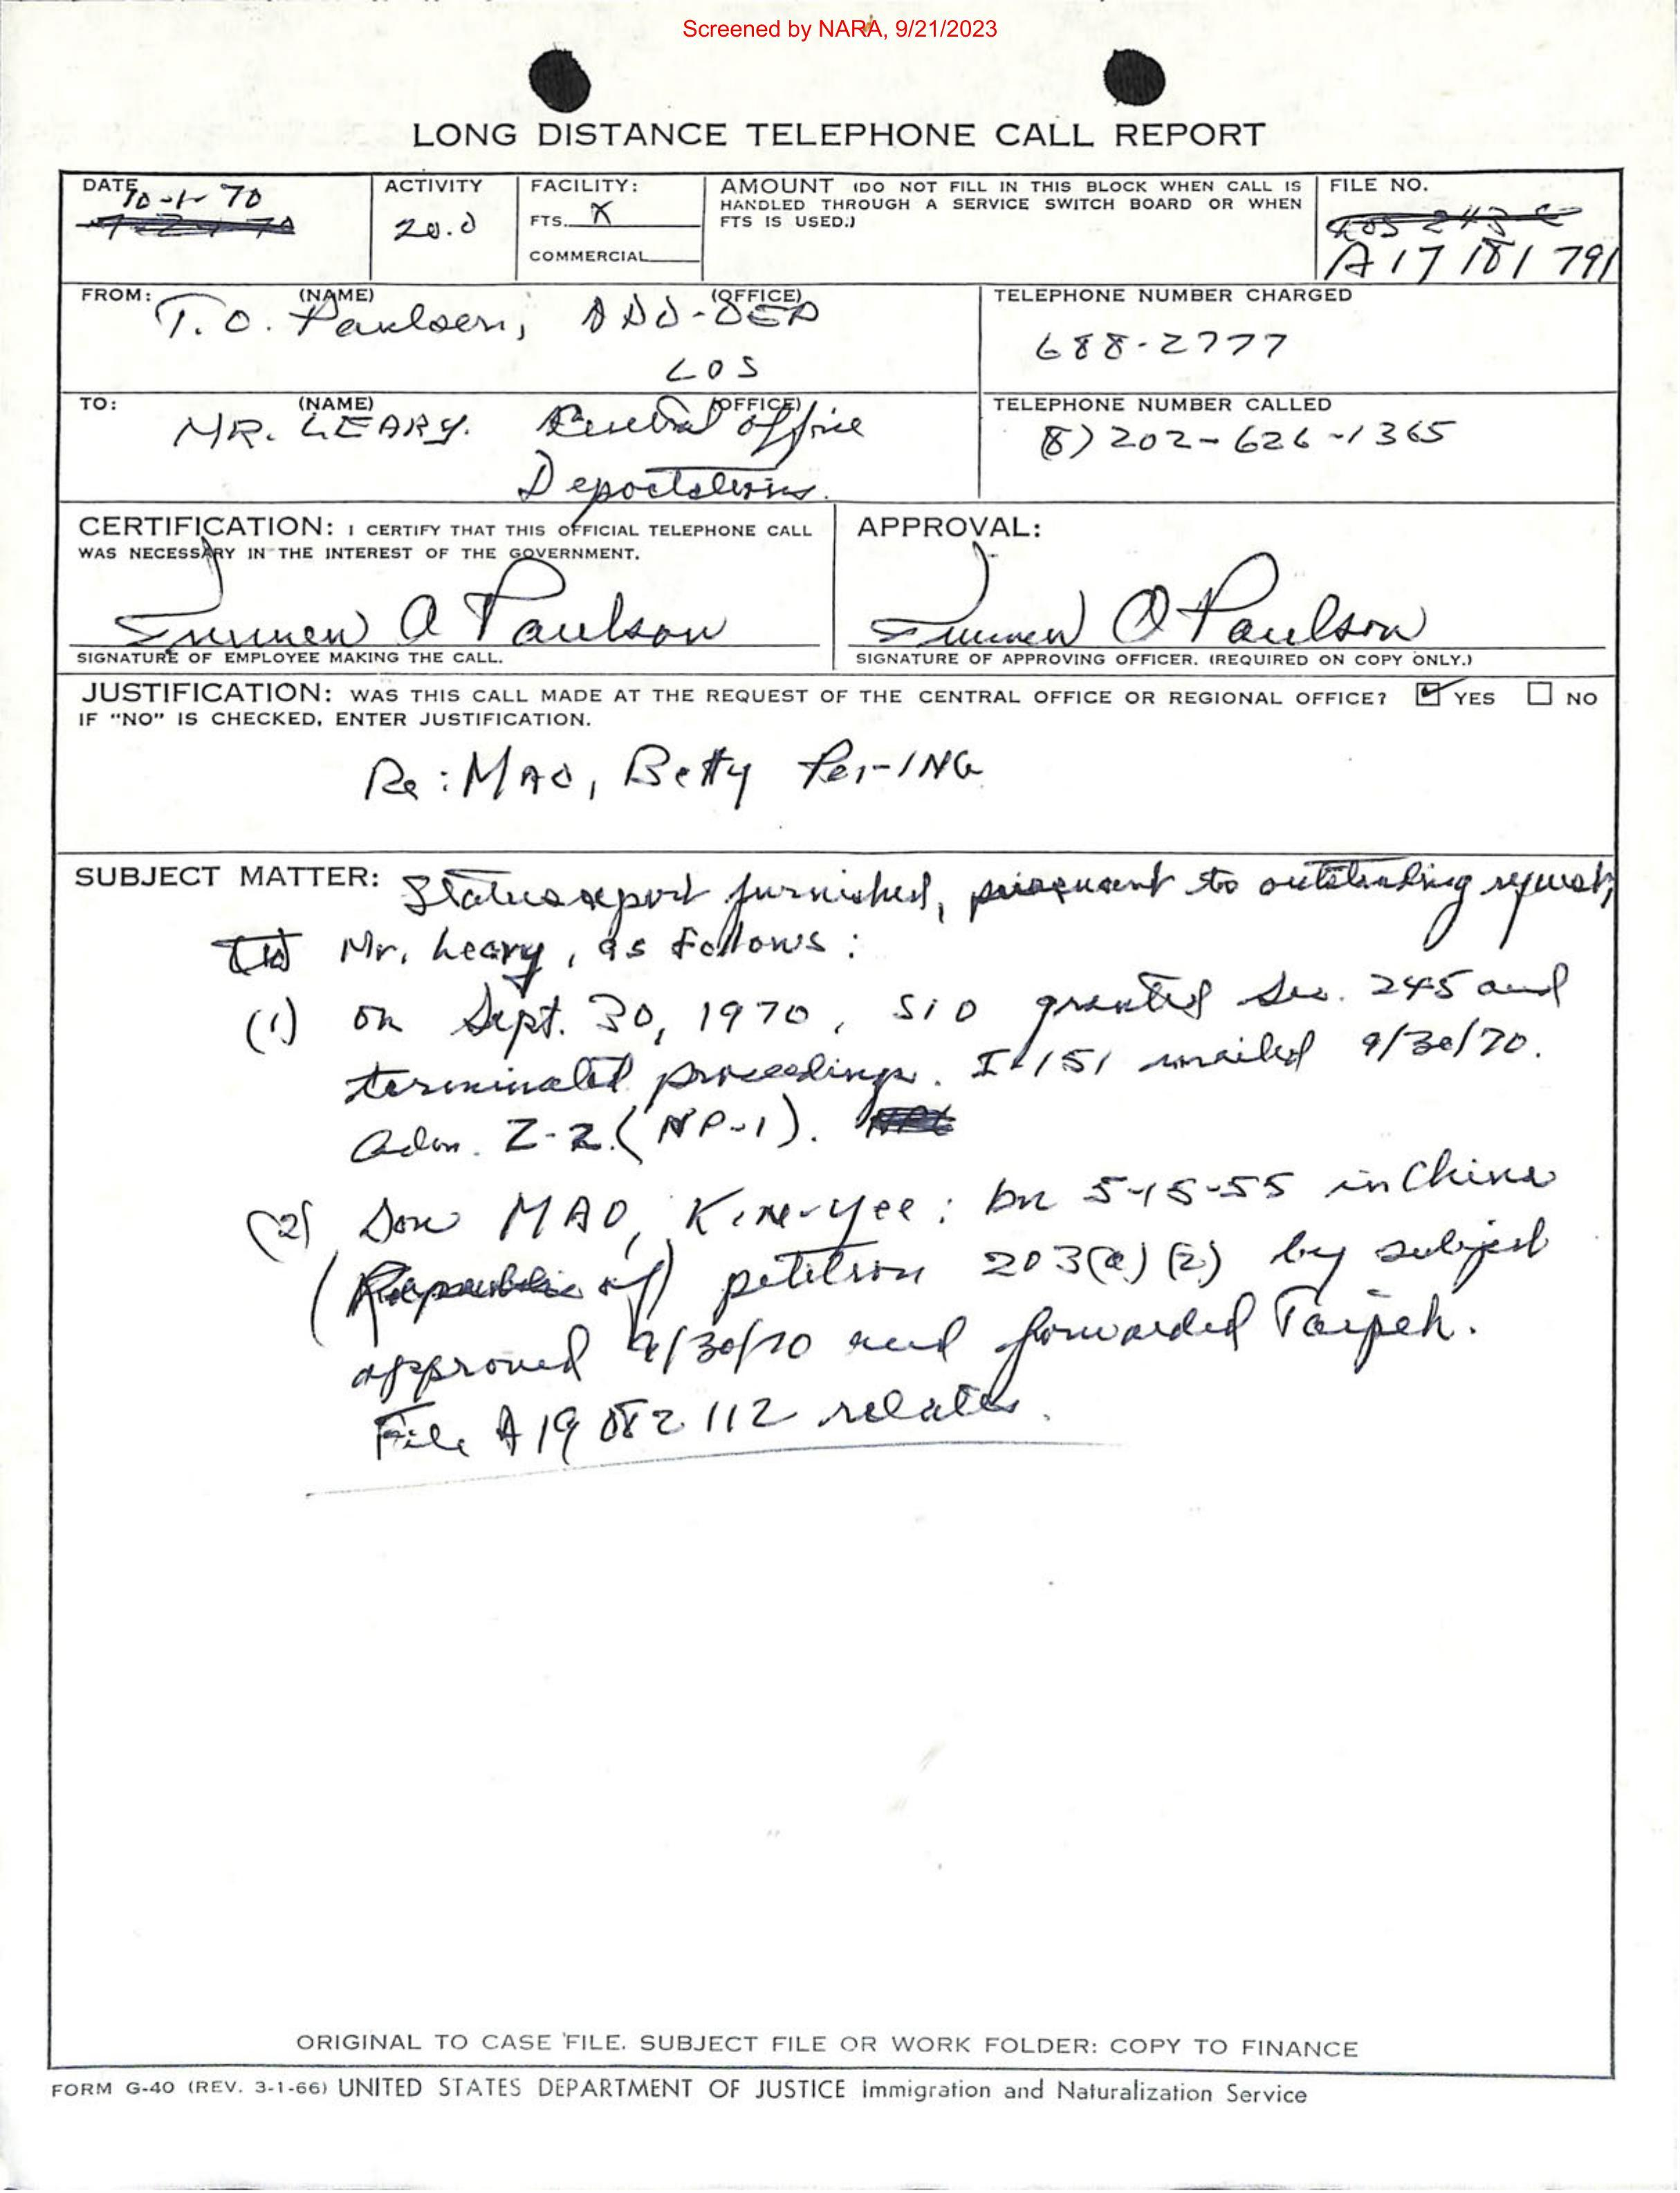 Screened by NARA, 9/21/2023
LONG DISTANCE TELEPHONE CALL REPORT
DATE
10-1-70
ACTIVITY
20.0
FACILITY:
FTS. X
COMMERCIAL
AMOUNT (DO NOT FILL IN THIS BLOCK WHEN CALL IS
HANDLED THROUGH A SERVICE SWITCH BOARD OR WHEN
FTS IS USED.)
FILE NO.
A17 181 791
FROM: (NAME) (OFFICE)
T. O. Paulsen,
LOS
TELEPHONE NUMBER CHARGED
688-2777
TO: (NAME) (OFFICE)
MR. LEARY. Central Office
Deportations.
TELEPHONE NUMBER CALLED
(8) 202-626-1365
CERTIFICATION: I CERTIFY THAT THIS OFFICIAL TELEPHONE CALL
WAS NECESSARY IN THE INTEREST OF THE GOVERNMENT.
O Paulson
SIGNATURE OF EMPLOYEE MAKING THE CALL.
APPROVAL:
O Paulson
SIGNATURE OF APPROVING OFFICER. (REQUIRED ON COPY ONLY.)
JUSTIFICATION: WAS THIS CALL MADE AT THE REQUEST OF THE CENTRAL OFFICE OR REGIONAL OFFICE? YES NO
IF "NO" IS CHECKED, ENTER JUSTIFICATION.
Re: MAO, Betty Pei-ING
SUBJECT MATTER: Status report furnished, pursuant to outstanding request,
to Mr. Leary, as follows:
(1) on Sept. 30, 1970, SIO granted Sec. 245 and
terminated proceedings. I-151 mailed 9/30/70.
Adm. Z-2. (NP-1).
(2) Son MAO, King-Yee: bn 5-15-55 in China
(Republic of) petition 203(a)(2) by subject
approved 9/30/70 and forwarded Taipeh.
File A19 082 112 relates.
ORIGINAL TO CASE FILE. SUBJECT FILE OR WORK FOLDER: COPY TO FINANCE
FORM G-40 (REV. 3-1-66) UNITED STATES DEPARTMENT OF JUSTICE Immigration and Naturalization Service